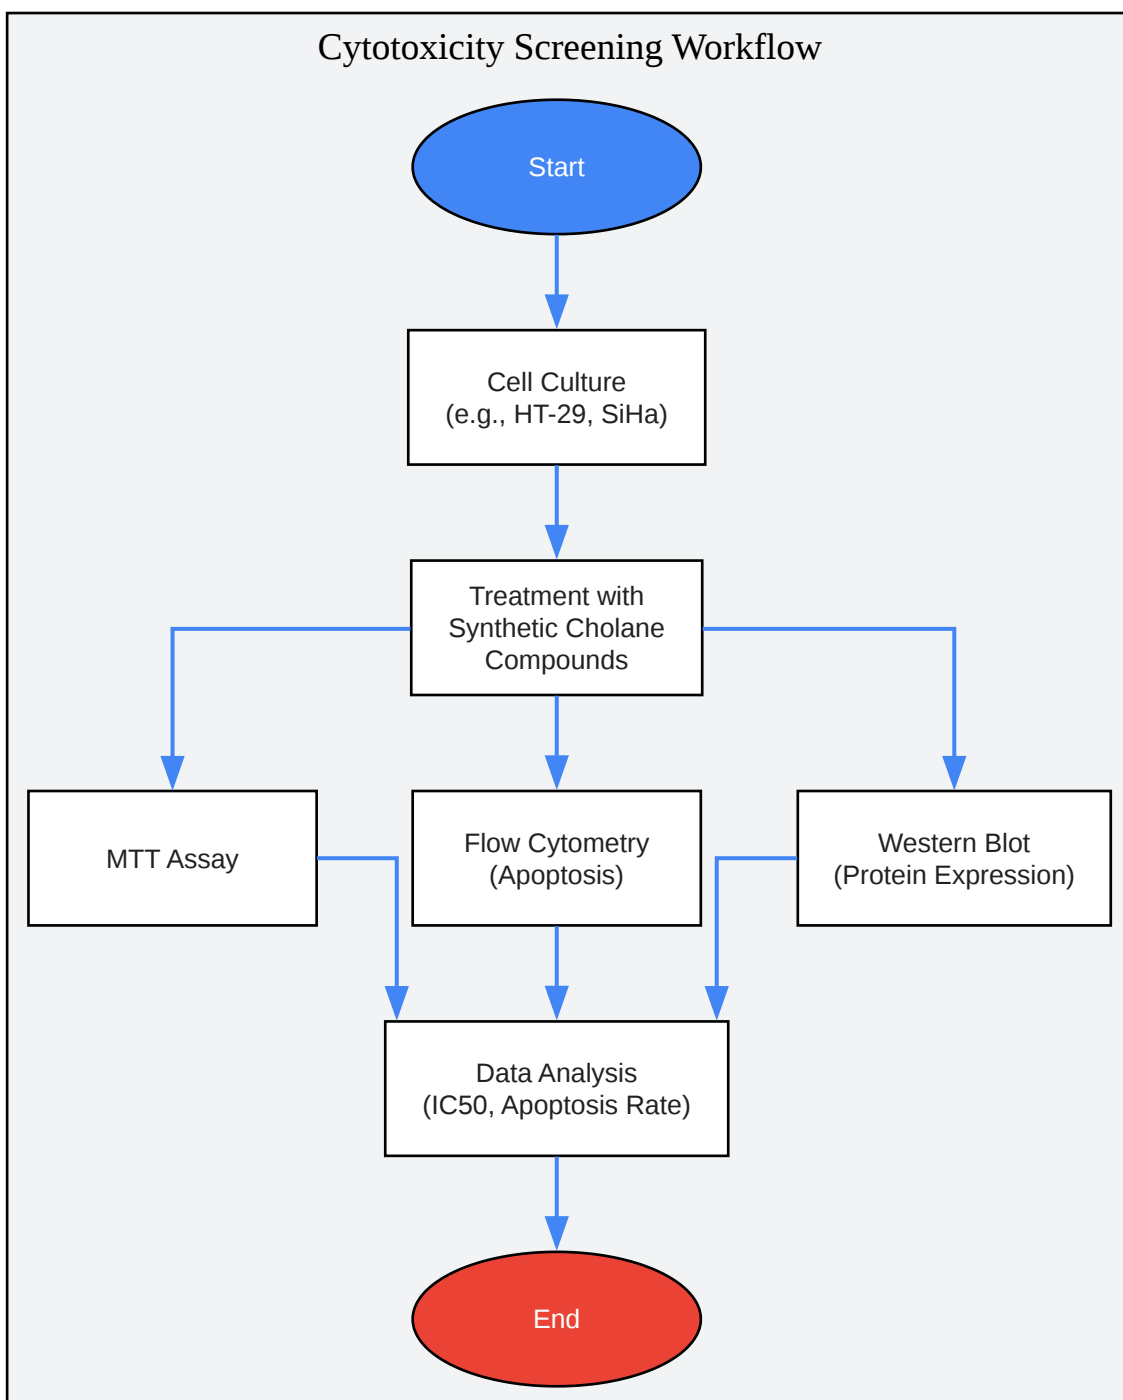 Cytotoxicity Screening Workflow
Start
Cell Culture
(e.g., HT-29, SiHa)
Treatment with
Synthetic Cholane
Compounds
MTT Assay
Flow Cytometry
(Apoptosis)
Western Blot
(Protein Expression)
Data Analysis
(IC50, Apoptosis Rate)
End